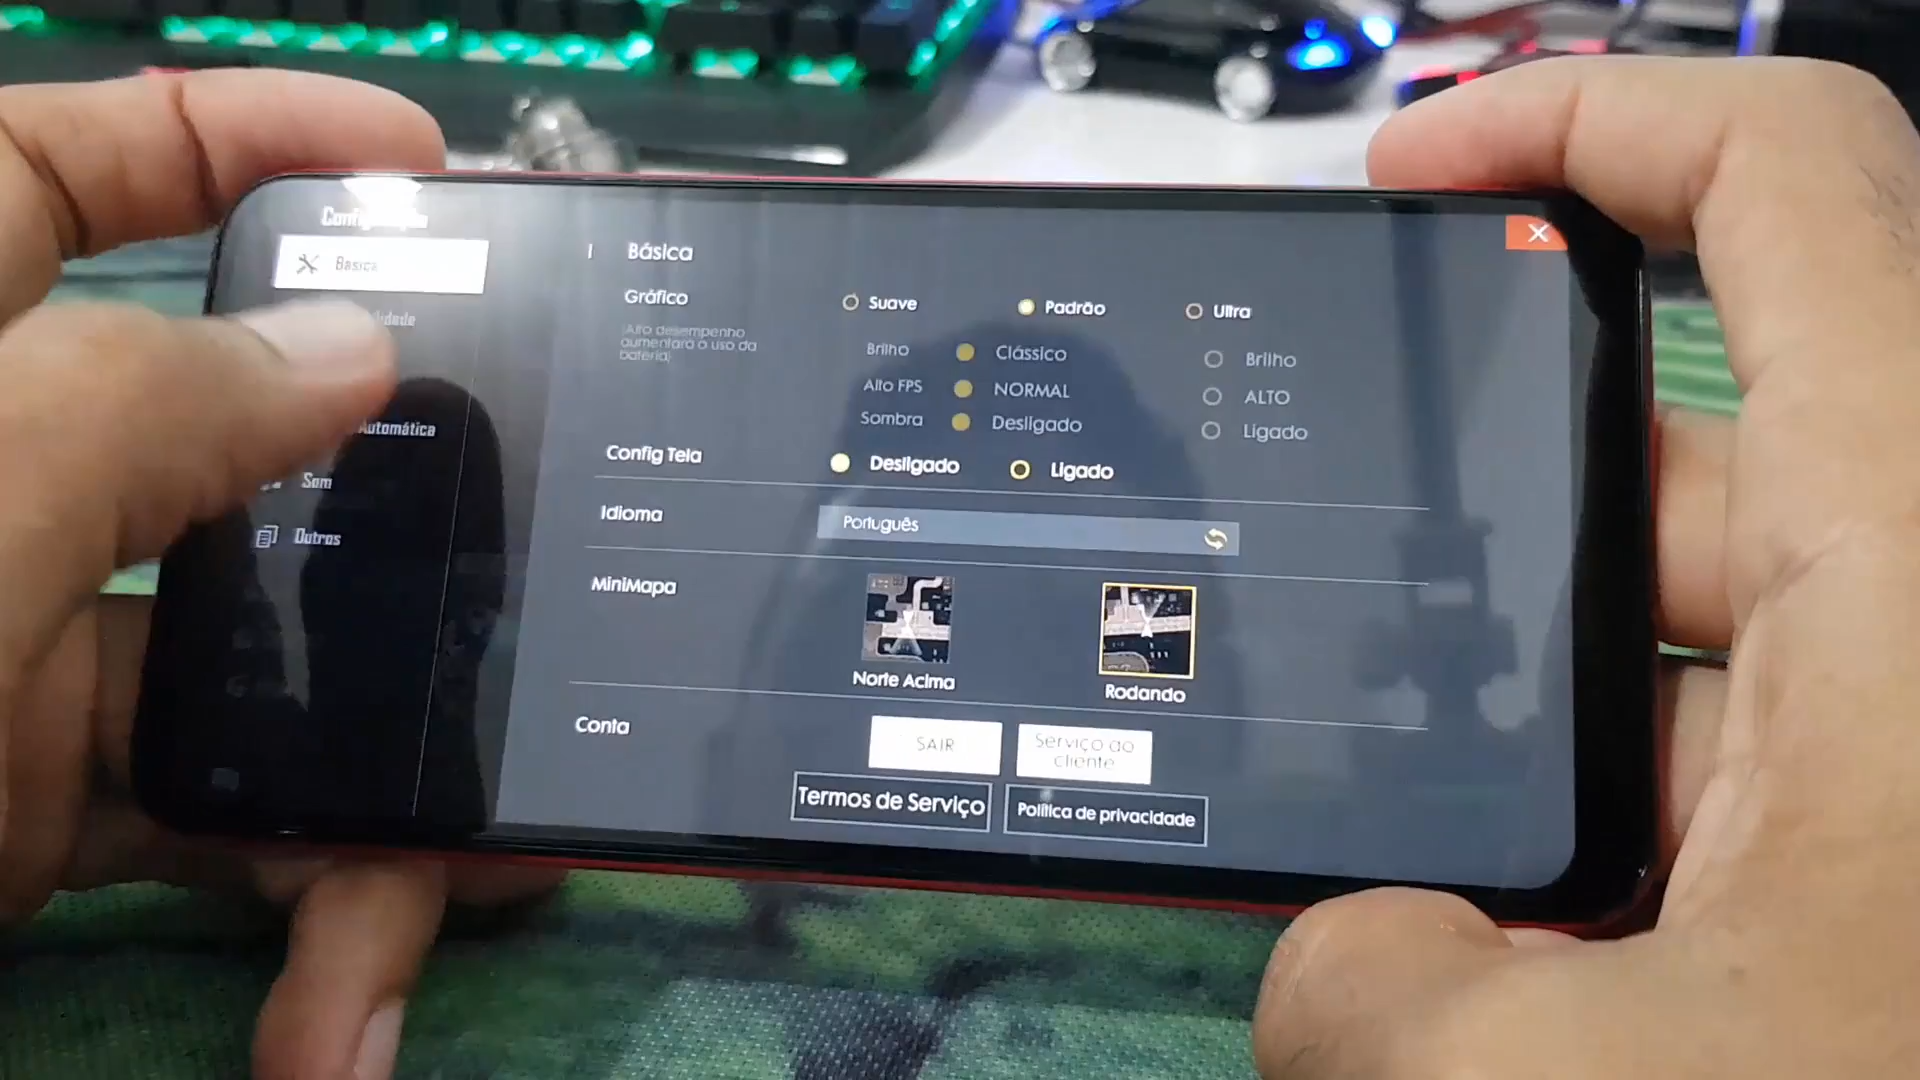 Configuração
Básica
Automática
Som
Outros
Básica
Gráfico
(Alto desempenho
aumentará o uso da
bateria)
Suave
Padrão
Ultra
Brilho
Clássico
Brilho
Alto FPS
NORMAL
ALTO
Sombra
Desligado
Ligado
Config Tela
Desligado
Ligado
Idioma
Português
MiniMapa
Norte Acima
Rodando
Conta
SAIR
Serviço ao
cliente
Termos de Serviço
Política de privacidade